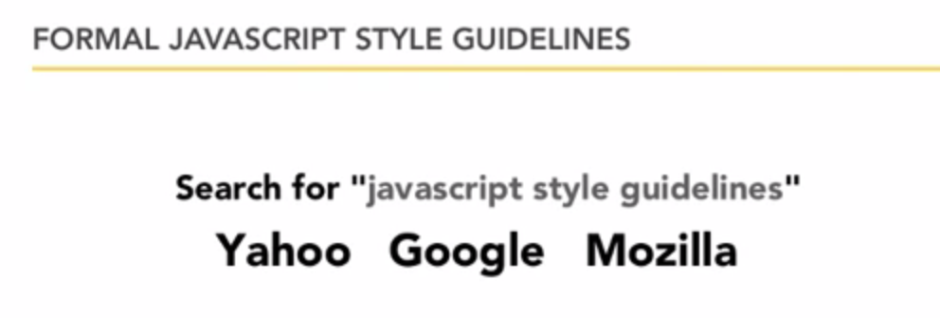 FORMAL JAVASCRIPT STYLE GUIDELINES
Search for "javascript style guidelines"
Yahoo Google Mozilla